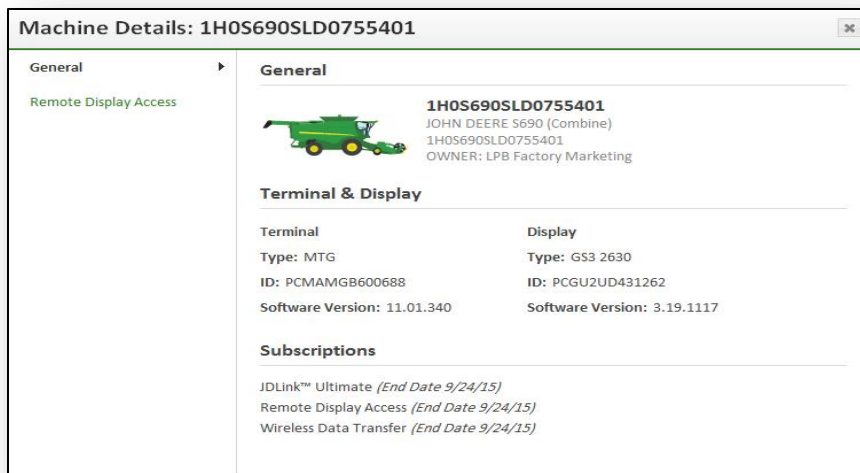 Machine Details: 1H0S690SLD0755401
General
Remote Display Access
General
1H0S690SLD0755401
JOHN DEERE S690 (Combine)
1H0S690SLD0755401
OWNER: LPB Factory Marketing
Terminal & Display
Terminal
Type: MTG
ID: PCMAMGB600688
Software Version: 11.01.340
Display
Type: GS3 2630
ID: PCGU2UD431262
Software Version: 3.19.1117
Subscriptions
JDLink™ Ultimate (End Date 9/24/15)
Remote Display Access (End Date 9/24/15)
Wireless Data Transfer (End Date 9/24/15)